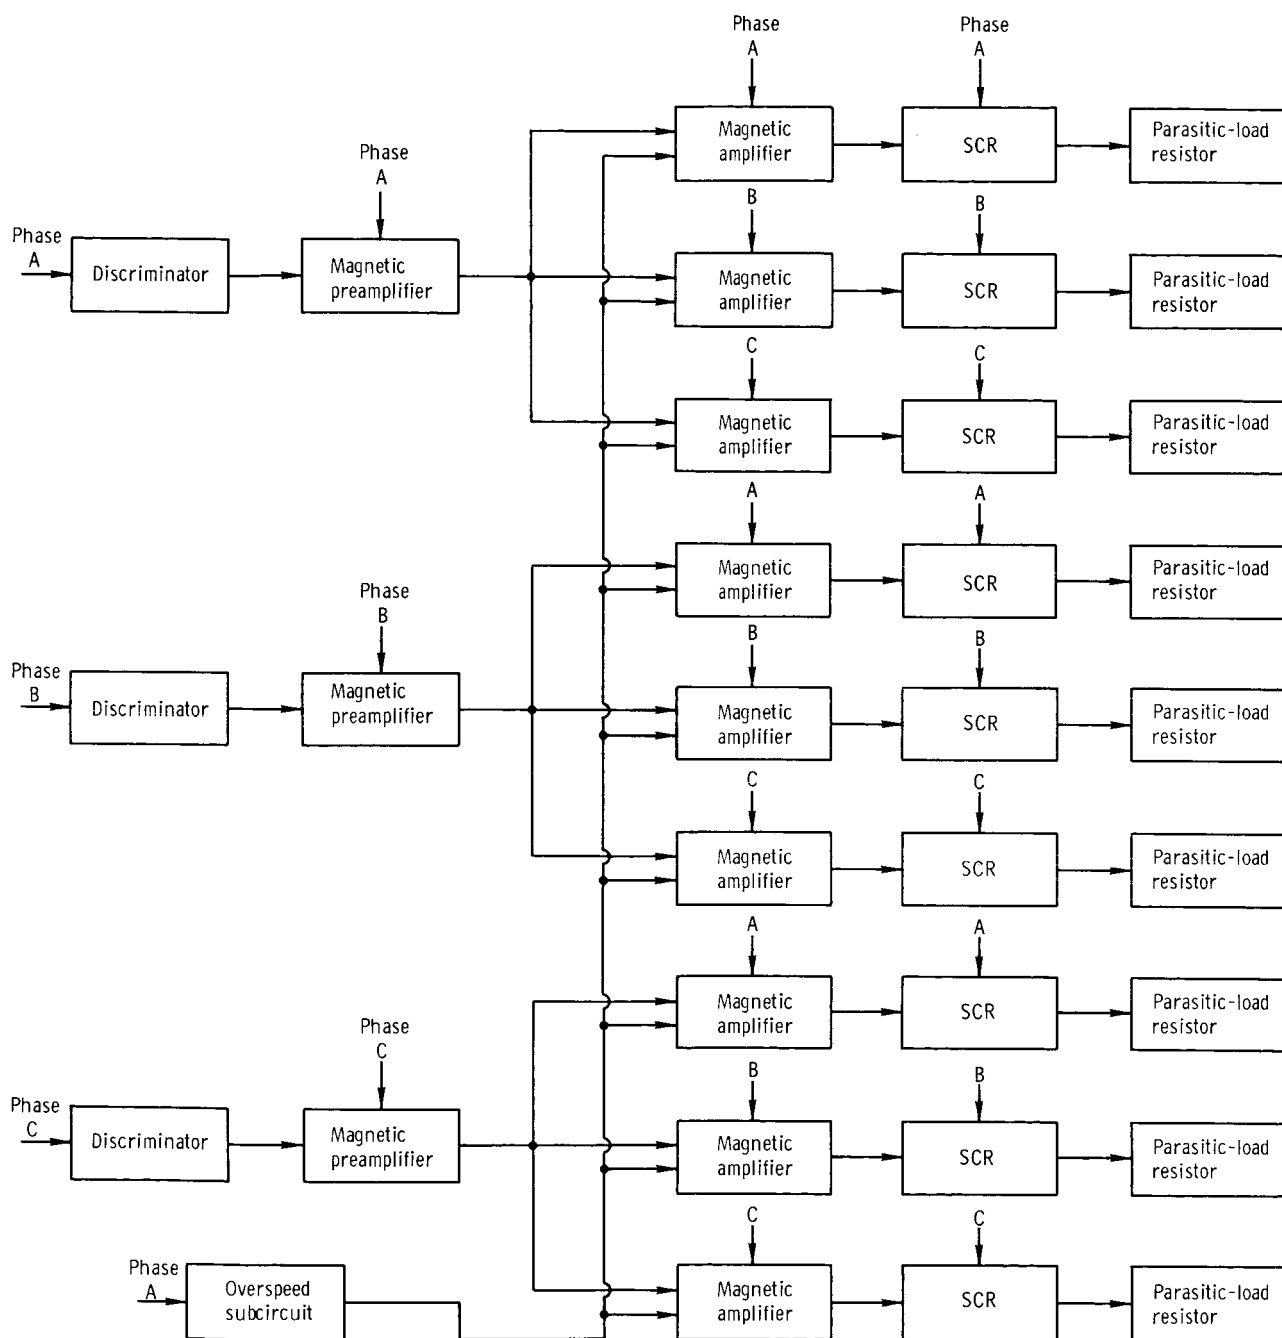 Phase
A
Phase
A
Magnetic
amplifier
SCR
Parasitic-load
resistor
Phase
A
B
B
Phase
A
Discriminator
Magnetic
preamplifier
Magnetic
amplifier
SCR
Parasitic-load
resistor
C
C
Magnetic
amplifier
SCR
Parasitic-load
resistor
A
A
Magnetic
amplifier
SCR
Parasitic-load
resistor
Phase
B
B
B
Phase
B
Discriminator
Magnetic
preamplifier
Magnetic
amplifier
SCR
Parasitic-load
resistor
C
C
Magnetic
amplifier
SCR
Parasitic-load
resistor
A
A
Magnetic
amplifier
SCR
Parasitic-load
resistor
Phase
C
B
B
Phase
C
Discriminator
Magnetic
preamplifier
Magnetic
amplifier
SCR
Parasitic-load
resistor
C
C
Phase
A
Overspeed
subcircuit
Magnetic
amplifier
SCR
Parasitic-load
resistor